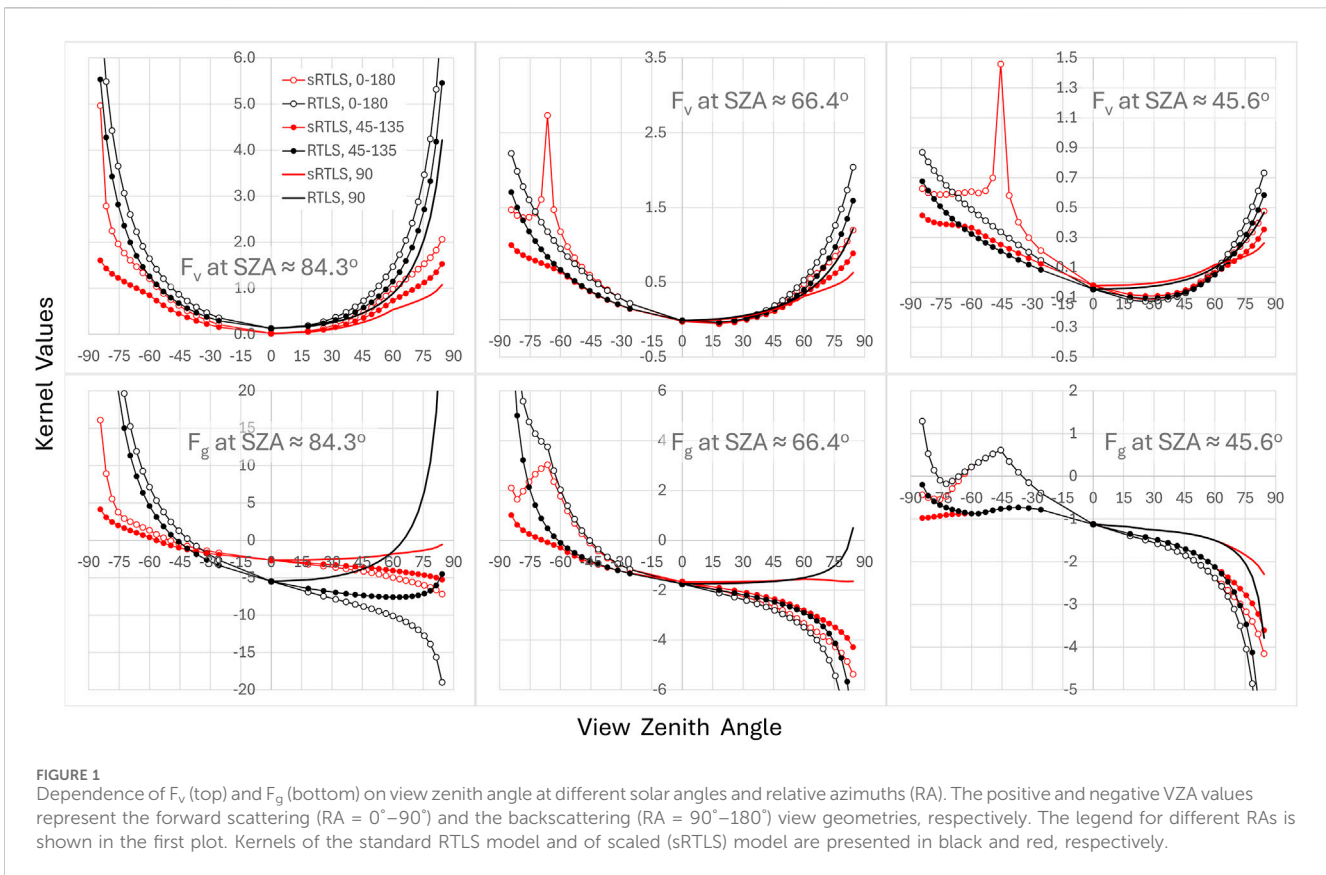 Kernel Values
6.0
5.0
4.0
3.0
2.0
1.0
0.0
-90 -75 -60 -45 -30 -15 0 15 30 45 60 75 90
sRTLS, 0-180
RTLS, 0-180
sRTLS, 45-135
RTLS, 45-135
sRTLS, 90
RTLS, 90
Fv at SZA ≈ 84.3°
3.5
2.5
1.5
0.5
-0.5
-90 -75 -60 -45 -30 -15 0 15 30 45 60 75 90
Fv at SZA ≈ 66.4°
1.5
1.3
1.1
0.9
0.7
0.5
0.3
0.1
-0.1
-0.3
-0.5
-90 -75 -60 -45 -30 -15 0 15 30 45 60 75 90
Fv at SZA ≈ 45.6°
20
15
10
5
0
-5
-10
-15
-20
-90 -75 -60 -45 -30 -15 0 15 30 45 60 75 90
Fg at SZA ≈ 84.3°
6
4
2
0
-2
-4
-6
-90 -75 -60 -45 -30 -15 0 15 30 45 60 75 90
Fg at SZA ≈ 66.4°
2
1
0
-1
-2
-3
-4
-5
-90 -75 -60 -45 -30 -15 0 15 30 45 60 75 90
Fg at SZA ≈ 45.6°
View Zenith Angle
FIGURE 1
Dependence of Fv (top) and Fg (bottom) on view zenith angle at different solar angles and relative azimuths (RA). The positive and negative VZA values
represent the forward scattering (RA = 0°–90°) and the backscattering (RA = 90°–180°) view geometries, respectively. The legend for different RAs is
shown in the first plot. Kernels of the standard RTLS model and of scaled (sRTLS) model are presented in black and red, respectively.